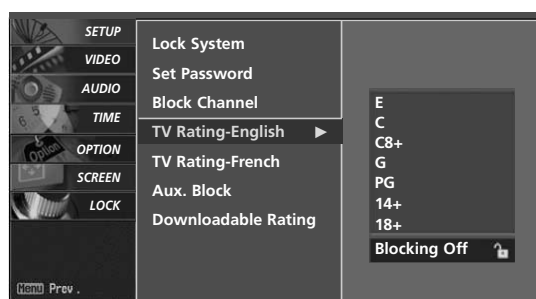 SETUP
VIDEO
AUDIO
TIME
OPTION
SCREEN
LOCK
Menu Prev.
Lock System
Set Password
Block Channel
TV Rating-English ►
TV Rating-French
Aux. Block
Downloadable Rating
E
C
C8+
G
PG
14+
18+
Blocking Off